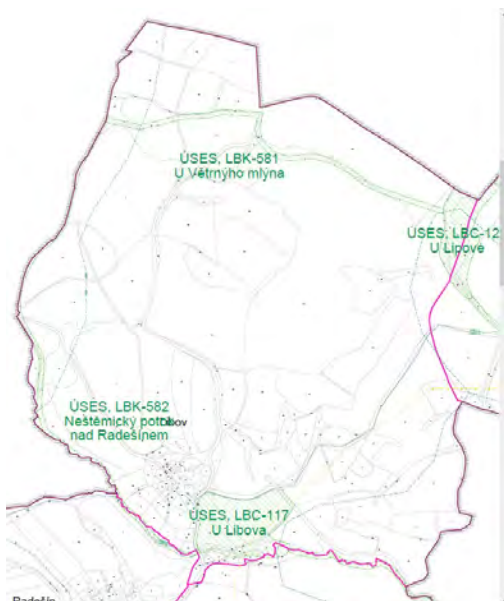 ÚSES, LBK-581
U Větrnýho mlýna
ÚSES, LBC-12
U Lipové
ÚSES, LBK-582
Neštěmický potok
nad Radešínem
ÚSES, LBC-117
U Libova
Radešín